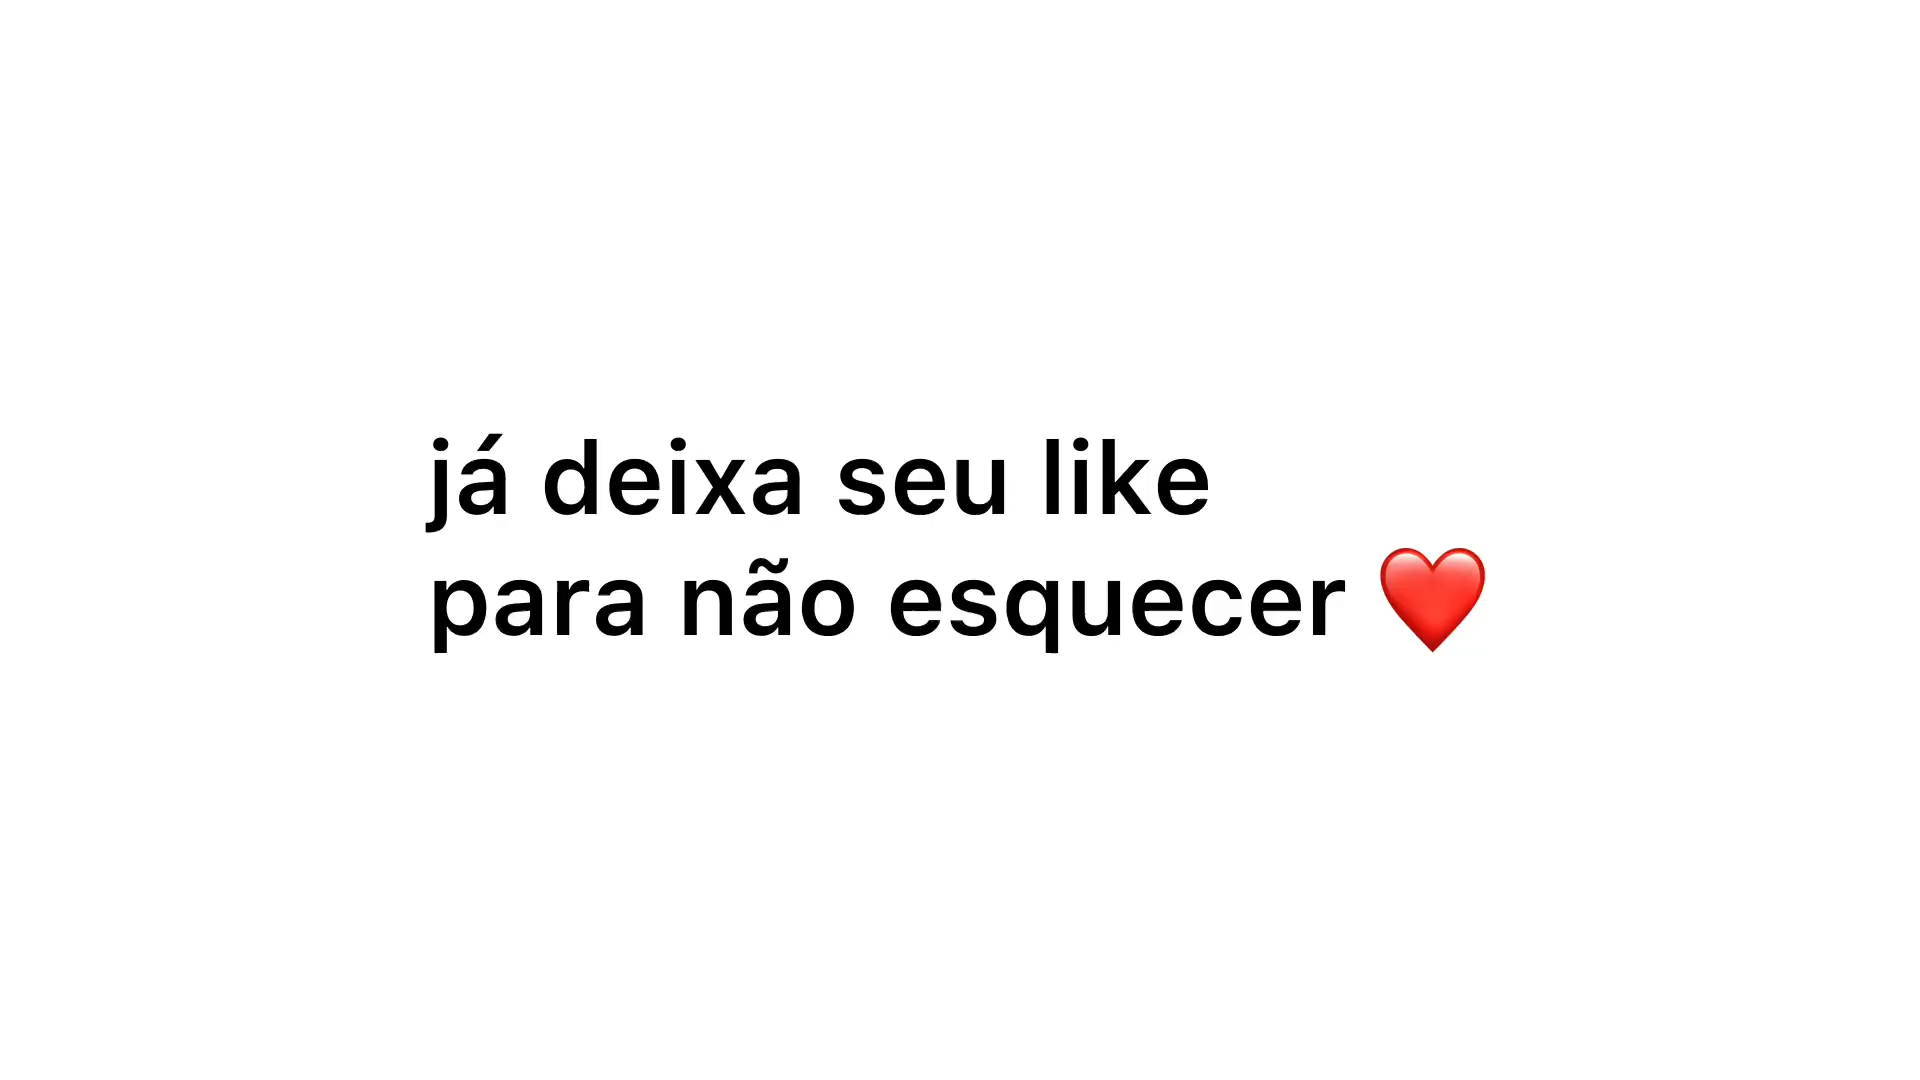 já deixa seu like
para não esquecer ❤️